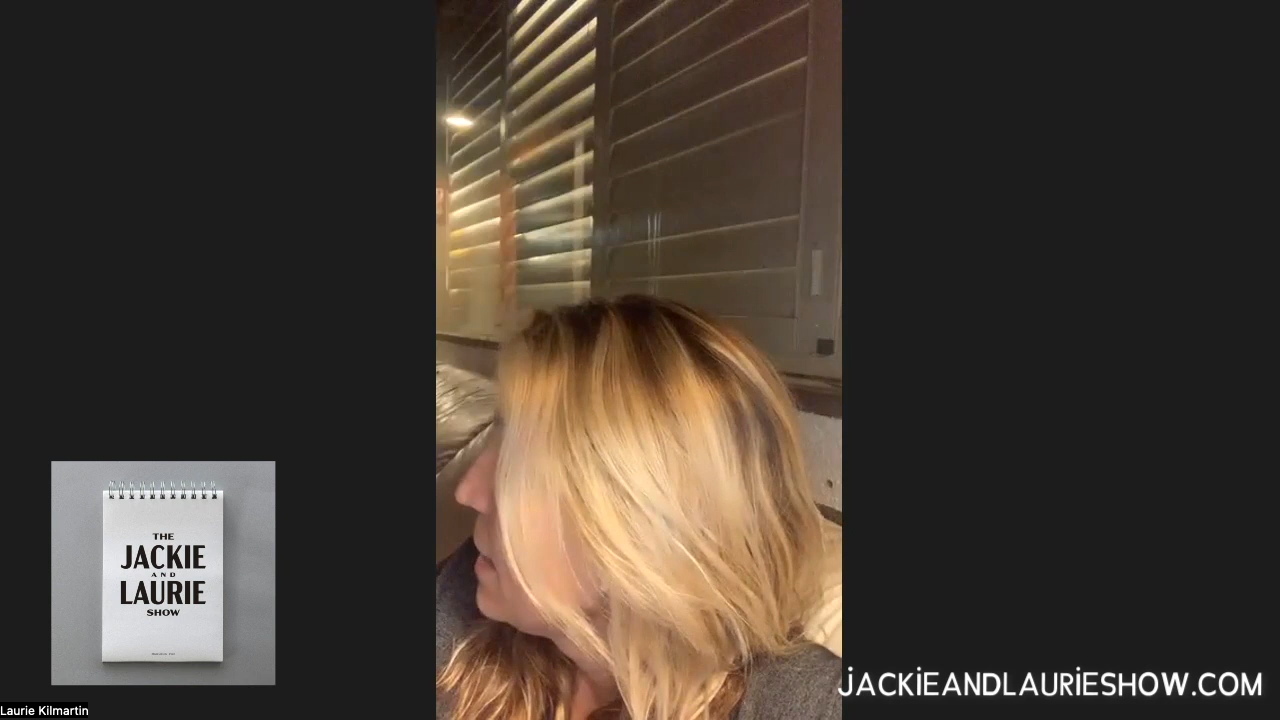 THE
JACKIE
AND
LAURIE
SHOW
JACKIEANDLAURIESHOW.COM
Laurie Kilmartin